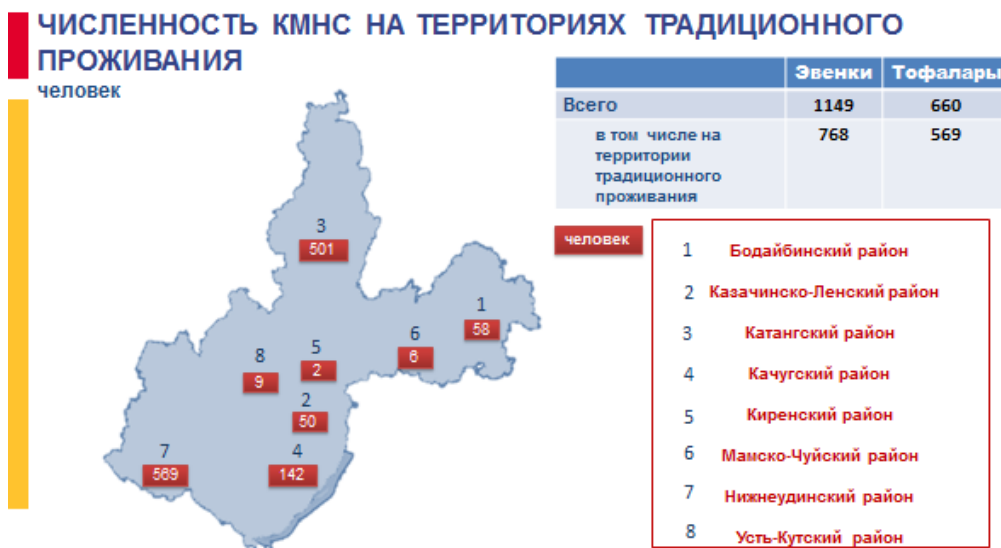 ЧИСЛЕННОСТЬ КМНС НА ТЕРРИТОРИЯХ ТРАДИЦИОННОГО
ПРОЖИВАНИЯ
человек
Эвенки Тофалары
Всего 1149 660
в том числе на 768 569
территории
традиционного
проживания
3
501
1
58
6
6
5
2
8
9
2
50
7
569
4
142
человек
1 Бодайбинский район
2 Казачинско-Ленский район
3 Катангский район
4 Качугский район
5 Киренский район
6 Мамско-Чуйский район
7 Нижнеудинский район
8 Усть-Кутский район